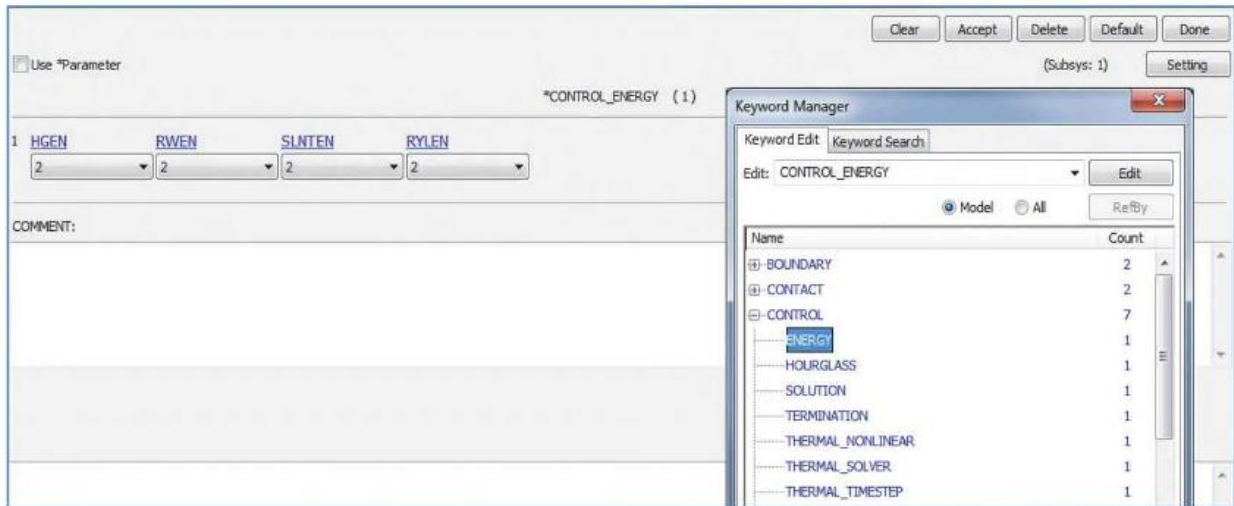 Clear Accept Delete Default Done
Use *Parameter (Subsys: 1) Setting
*CONTROL_ENERGY (1)
1 HGEN RWEN SLNTEN RYLEN
2 2 2 2
COMMENT:
Keyword Manager
Keyword Edit Keyword Search
Edit: CONTROL_ENERGY Edit
Model All RefBy
Name Count
BOUNDARY 2
CONTACT 2
CONTROL 7
ENERGY 1
HOURGLASS 1
SOLUTION 1
TERMINATION 1
THERMAL_NONLINEAR 1
THERMAL_SOLVER 1
THERMAL_TIMESTEP 1